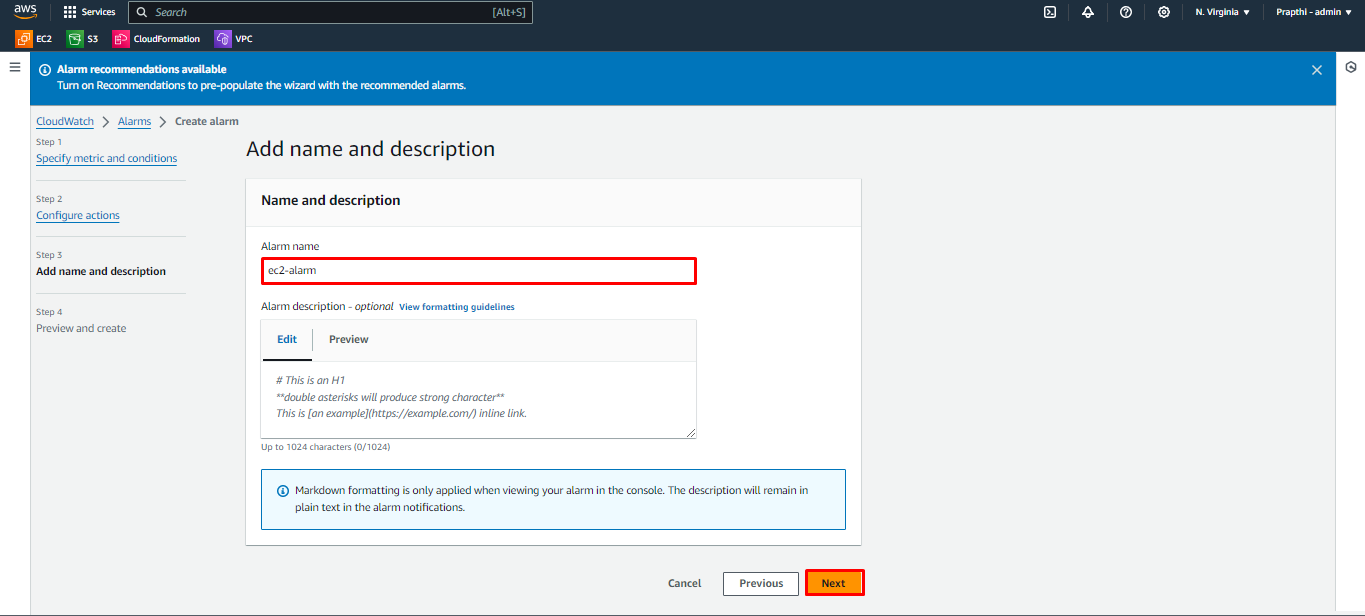 aws
Services
Search
[Alt+S]
N. Virginia
Prapthi - admin
EC2
S3
CloudFormation
VPC
Alarm recommendations available
Turn on Recommendations to pre-populate the wizard with the recommended alarms.
CloudWatch
Alarms
Create alarm
Step 1
Specify metric and conditions
Step 2
Configure actions
Step 3
Add name and description
Step 4
Preview and create
Add name and description
Name and description
Alarm name
ec2-alarm
Alarm description - optional View formatting guidelines
Edit
Preview
# This is an H1
**double asterisks will produce strong character**
This is [an example](https://example.com/) inline link.
Up to 1024 characters (0/1024)
Markdown formatting is only applied when viewing your alarm in the console. The description will remain in
plain text in the alarm notifications.
Cancel
Previous
Next